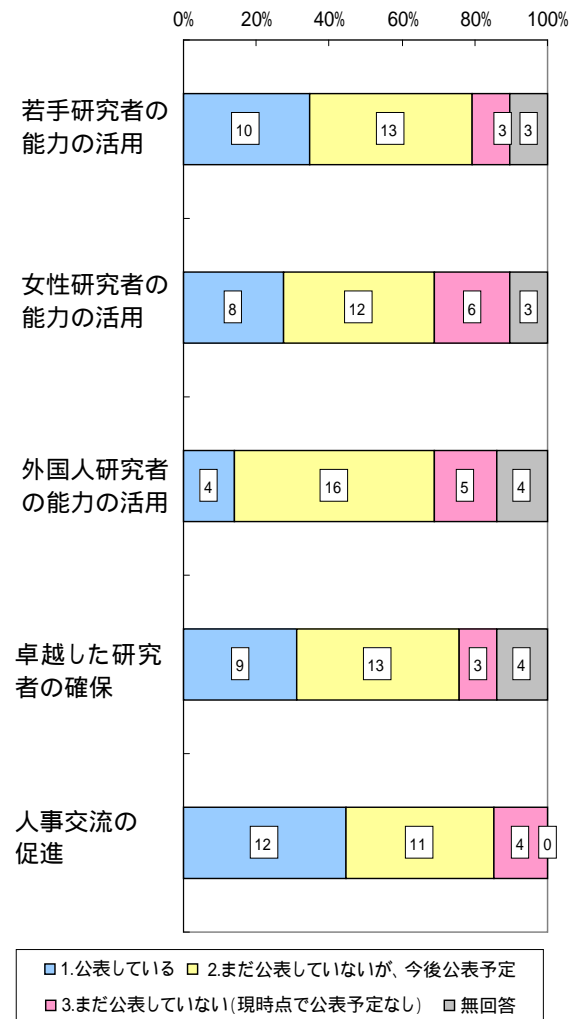 0% 20% 40% 60% 80% 100%
若手研究者の
能力の活用
10 13 3 3
女性研究者の
能力の活用
8 12 6 3
外国人研究者
の能力の活用
4 16 5 4
卓越した研究
者の確保
9 13 3 4
人事交流の
促進
12 11 4 0
1.公表している 2.まだ公表していないが、今後公表予定
3.まだ公表していない(現時点で公表予定なし) 無回答